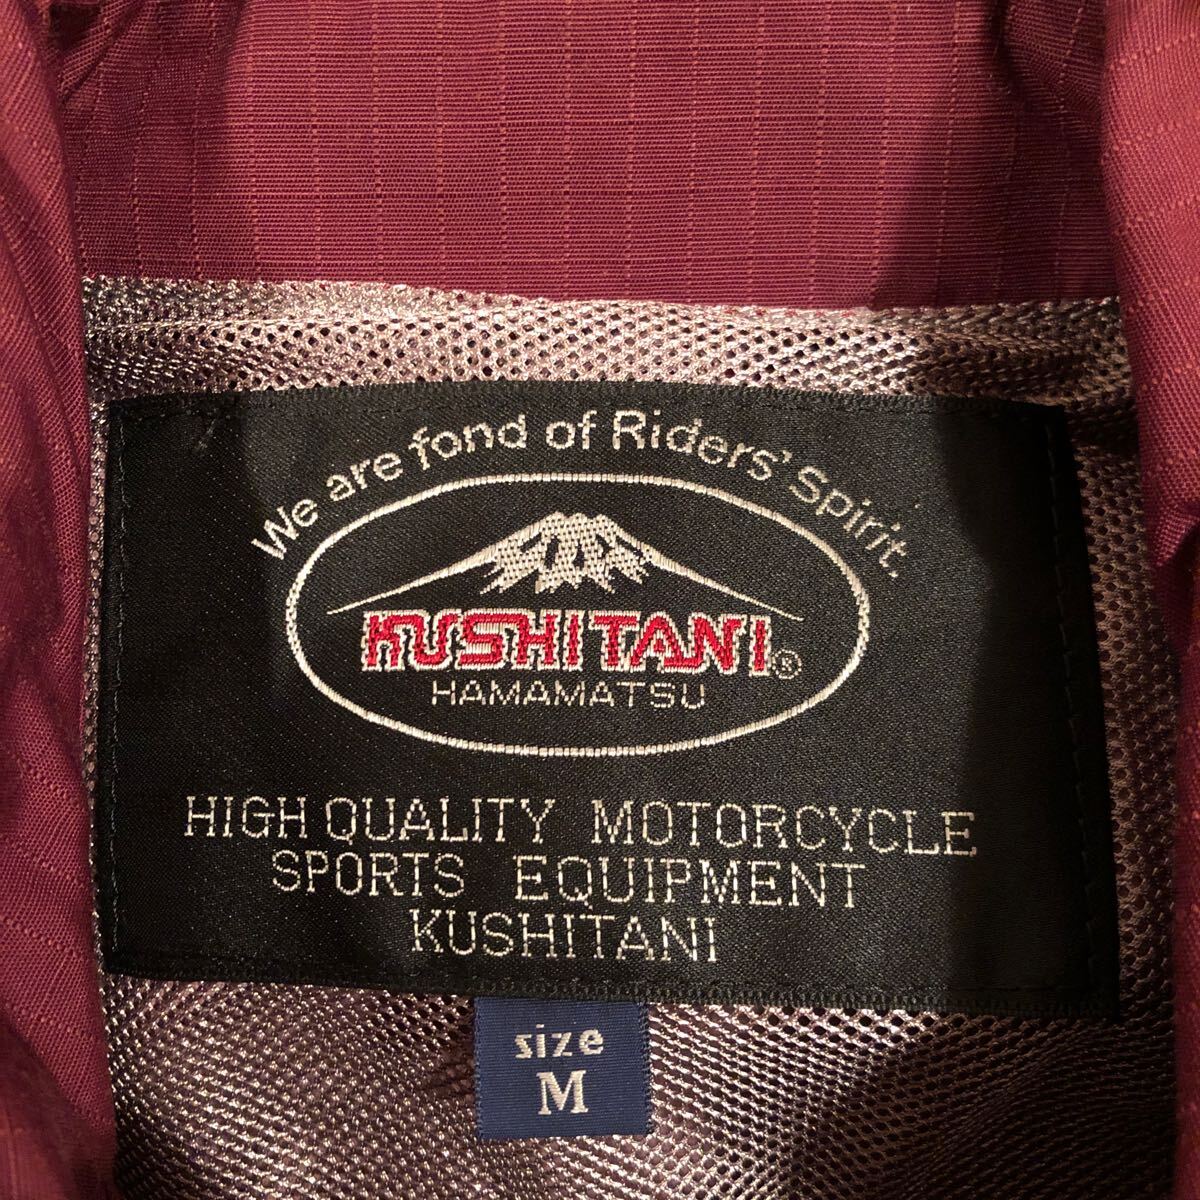 We are fond of Riders' Spirit.
KUSHITANI®
HAMAMATSU
HIGH QUALITY MOTORCYCLE
SPORTS EQUIPMENT
KUSHITANI
size
M